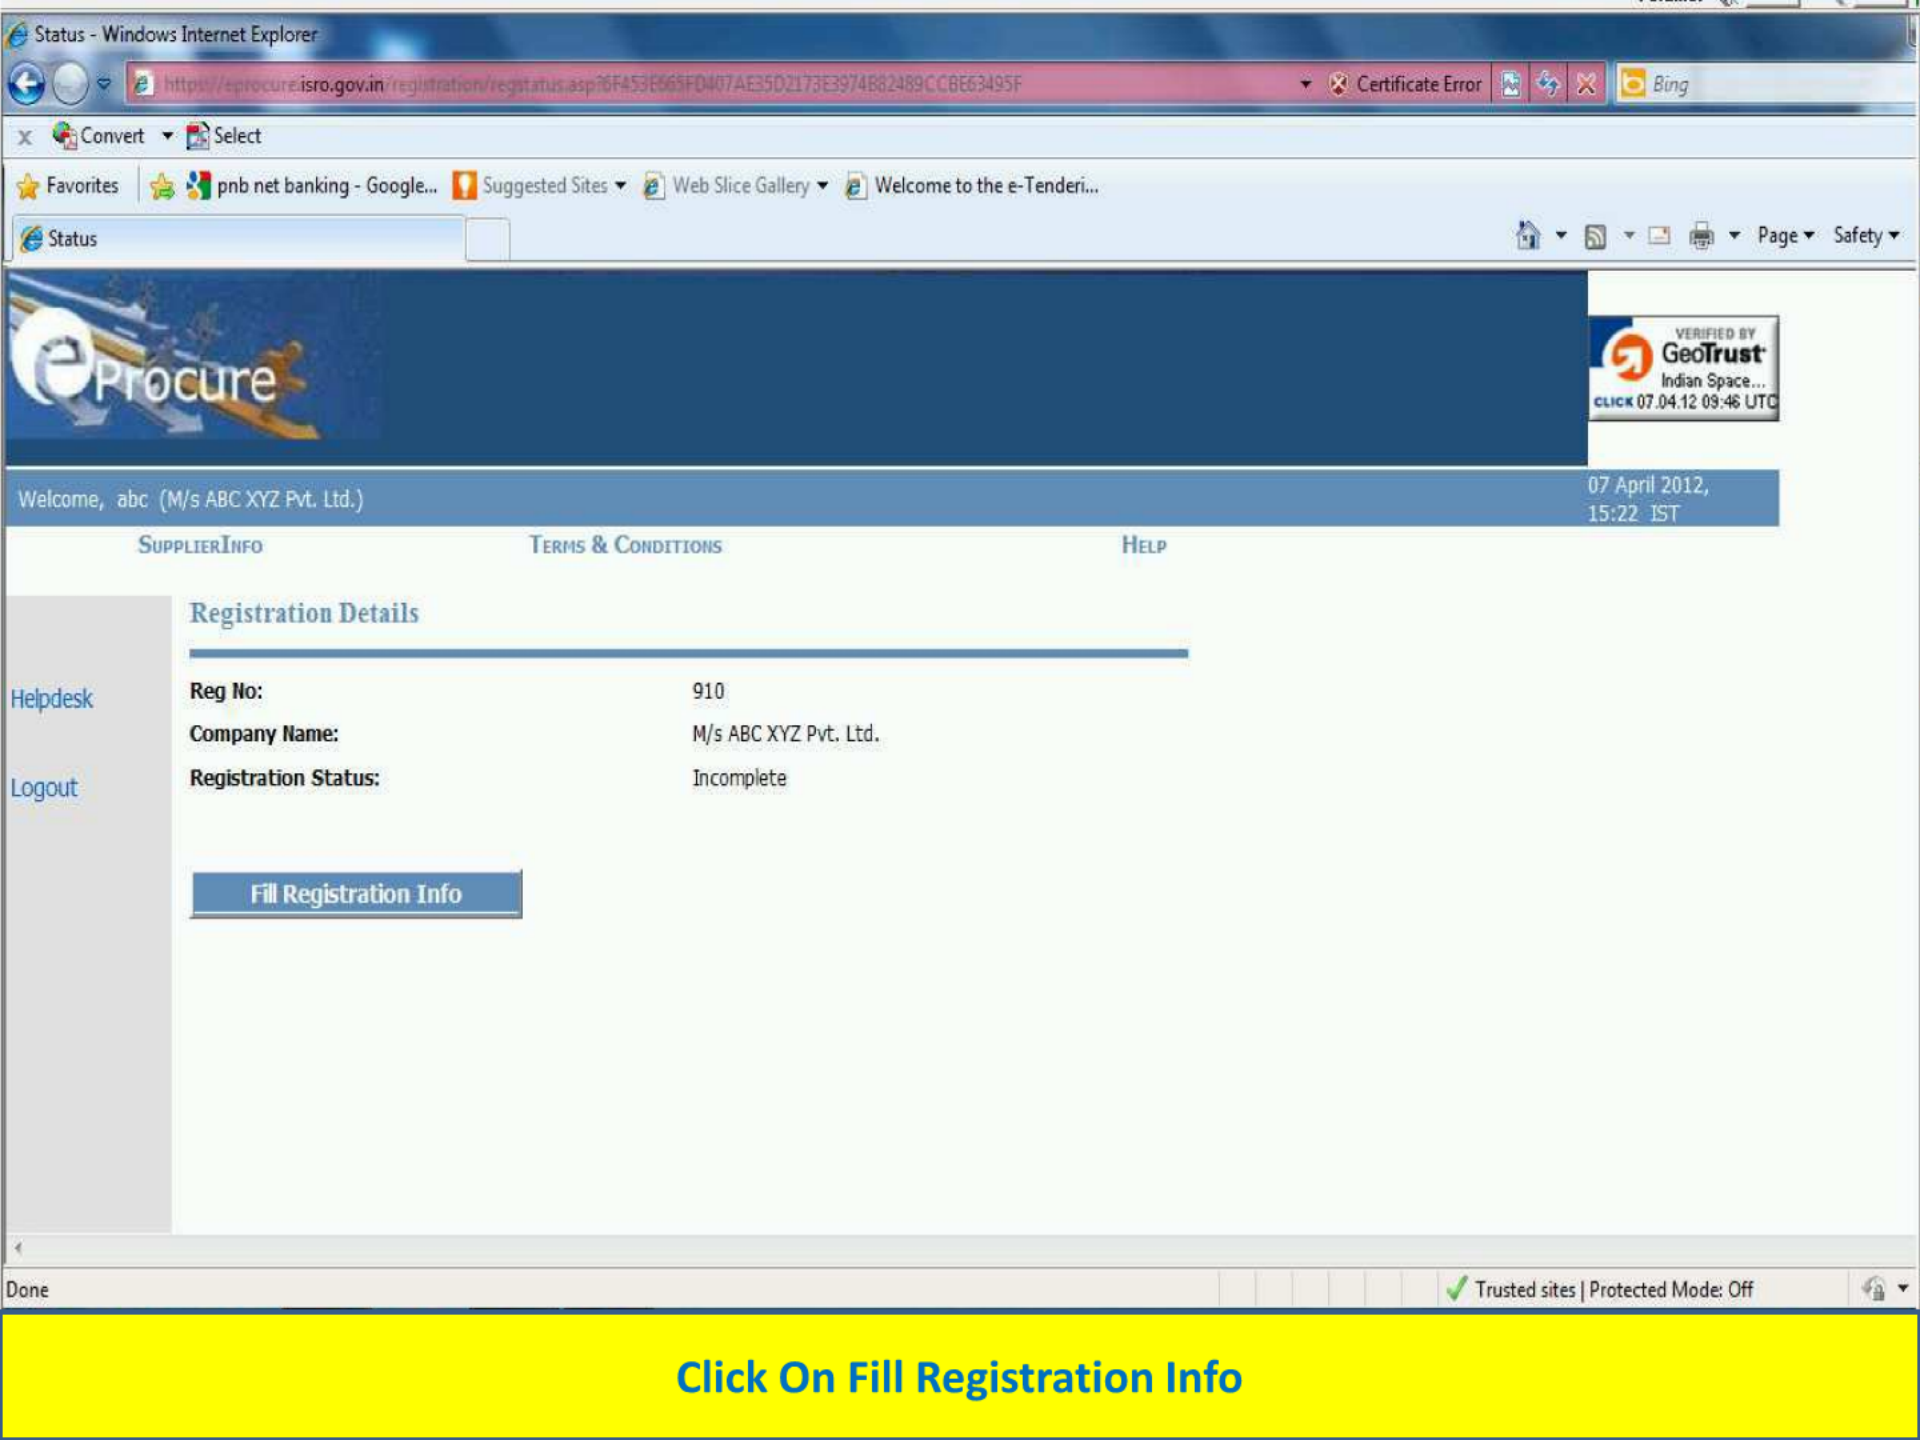 Status - Windows Internet Explorer
https://eprocure.isro.gov.in/registration/regstatus.asp?
Certificate Error
Bing
x Convert Select
Favorites pnb net banking - Google... Suggested Sites Web Slice Gallery Welcome to the e-Tenderi...
Status
Page Safety
eProcure
VERIFIED BY
GeoTrust
Indian Space...
CLICK 07.04.12 09:46 UTC
Welcome, abc (M/s ABC XYZ Pvt. Ltd.)
07 April 2012,
15:22 IST
SUPPLIERINFO TERMS & CONDITIONS HELP
Registration Details
Helpdesk
Reg No: 910
Company Name: M/s ABC XYZ Pvt. Ltd.
Logout
Registration Status: Incomplete
Fill Registration Info
Done
Trusted sites | Protected Mode: Off
Click On Fill Registration Info